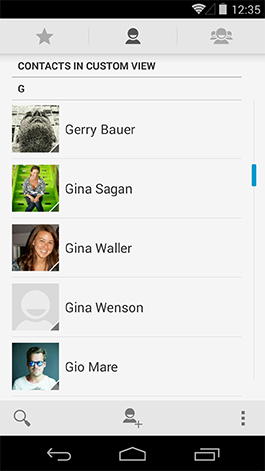 12:35
CONTACTS IN CUSTOM VIEW
G
Gerry Bauer
Gina Sagan
Gina Waller
Gina Wenson
Gio Mare